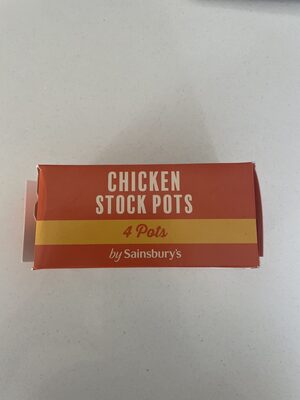 CHICKEN
STOCK POTS
4 Pots
by Sainsbury's